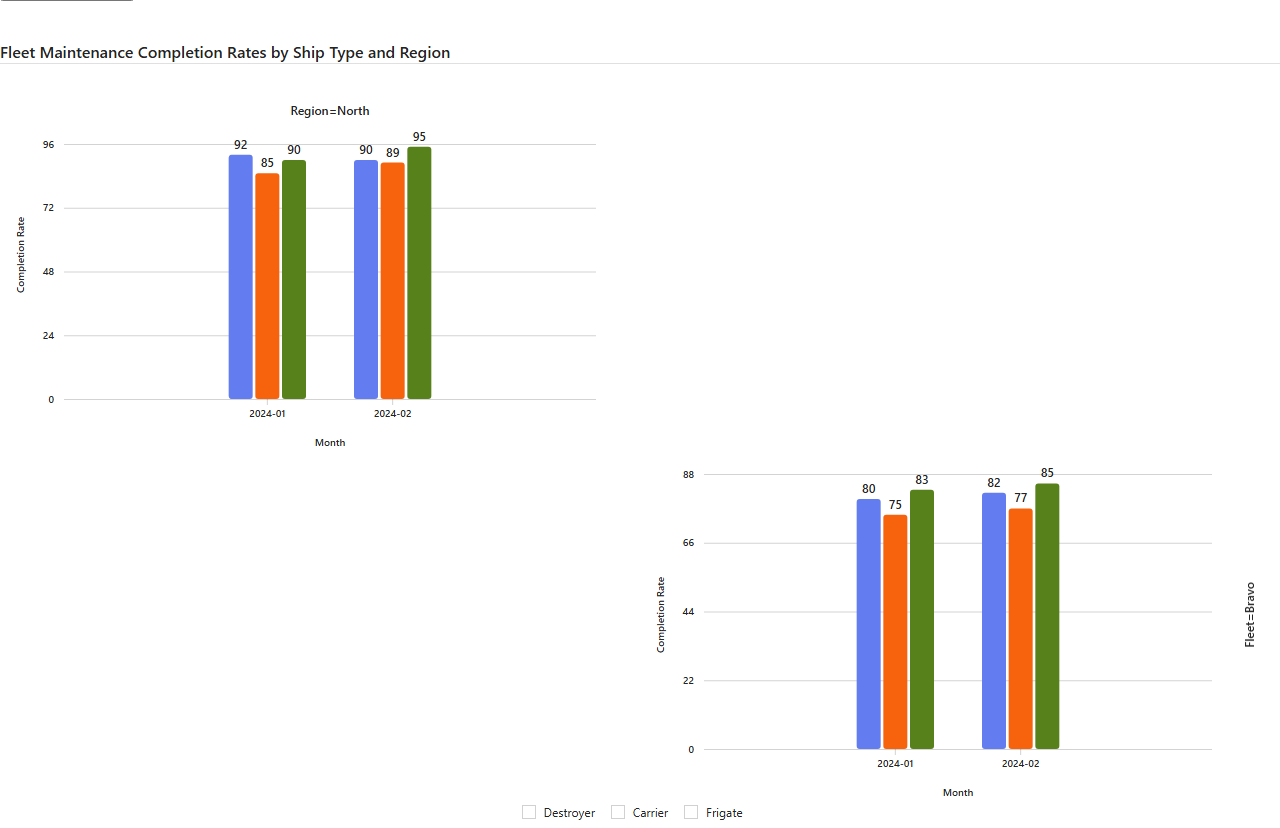 Fleet Maintenance Completion Rates by Ship Type and Region
Region=North
96
72
48
24
0
Completion Rate
92 85 90 90 89 95
2024-01 2024-02
Month
88
66
44
22
0
Completion Rate
80 75 83 82 77 85
2024-01 2024-02
Month
Fleet=Bravo
Destroyer Carrier Frigate